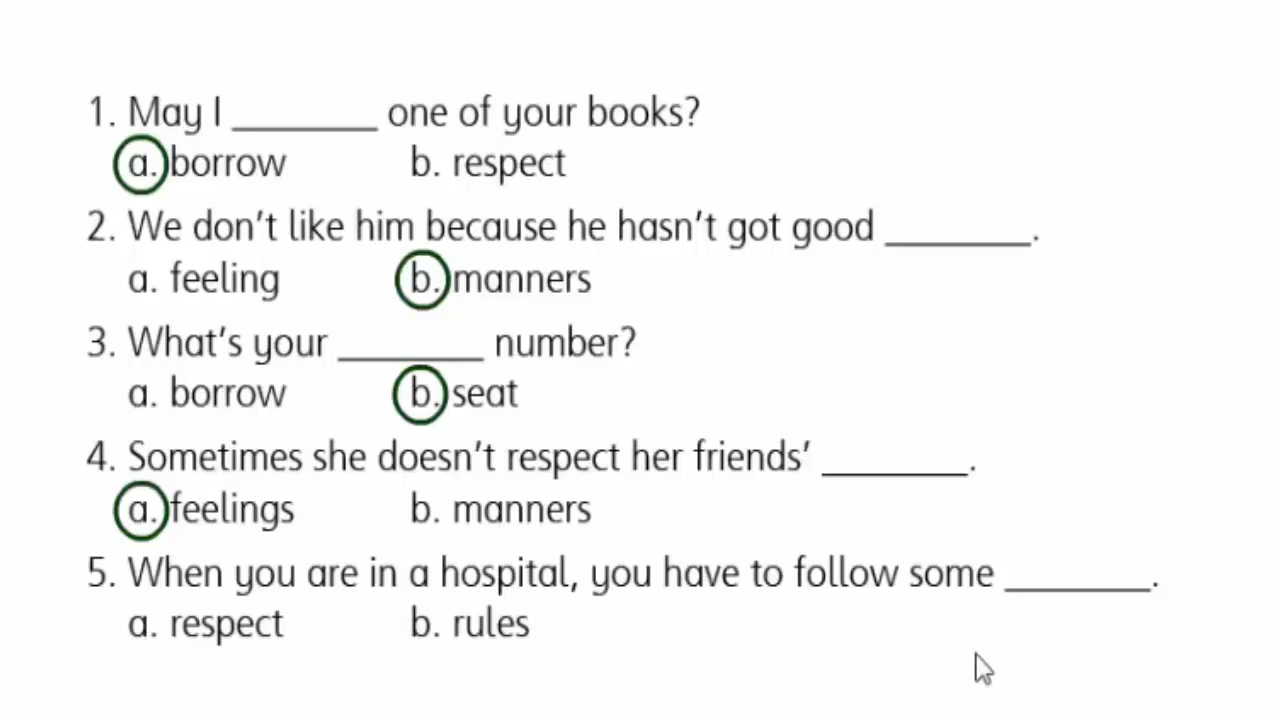 1. May I ________ one of your books?
a. borrow b. respect
2. We don't like him because he hasn't got good ________.
a. feeling b. manners
3. What's your ________ number?
a. borrow b. seat
4. Sometimes she doesn't respect her friends' ________.
a. feelings b. manners
5. When you are in a hospital, you have to follow some ________.
a. respect b. rules